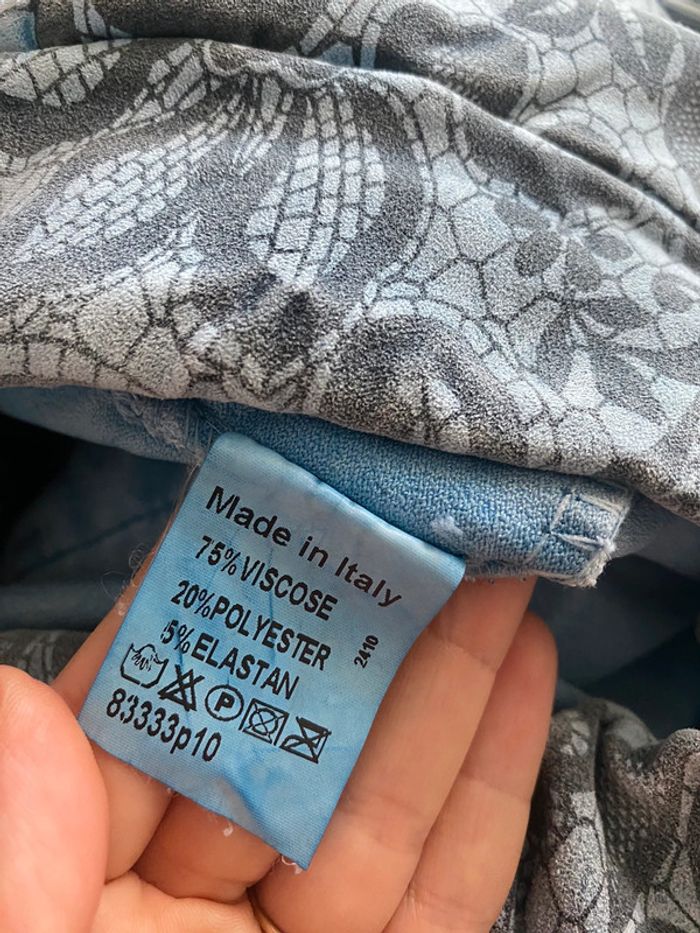 Made in Italy
75% VISCOSE
20%POLYESTER
5%ELASTAN
2410
P
83333p10